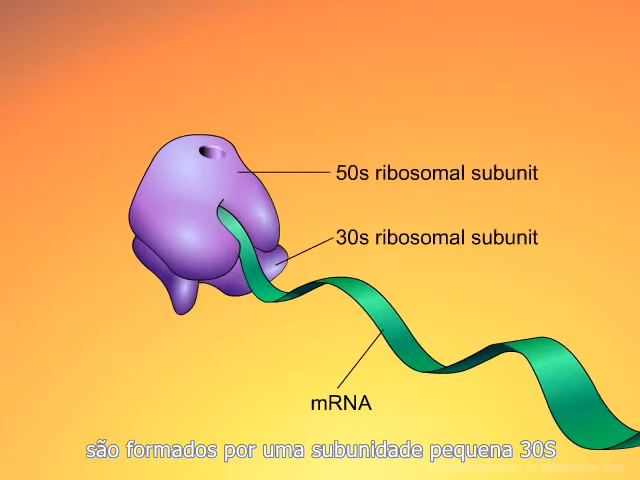 50s ribosomal subunit
30s ribosomal subunit
mRNA
são formados por uma subunidade pequena 30S